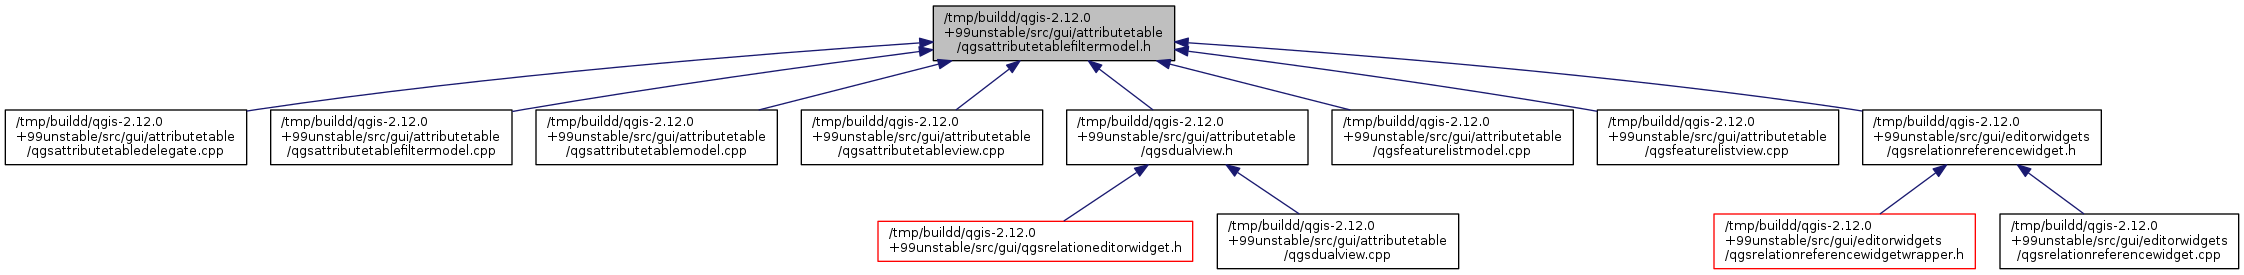 /tmp/buildd/qgis-2.12.0
+99unstable/src/gui/attributetable
/qgsattributetablefiltermodel.h
/tmp/buildd/qgis-2.12.0
+99unstable/src/gui/attributetable
/qgsattributetabledelegate.cpp
/tmp/buildd/qgis-2.12.0
+99unstable/src/gui/attributetable
/qgsattributetablefiltermodel.cpp
/tmp/buildd/qgis-2.12.0
+99unstable/src/gui/attributetable
/qgsattributetablemodel.cpp
/tmp/buildd/qgis-2.12.0
+99unstable/src/gui/attributetable
/qgsattributetableview.cpp
/tmp/buildd/qgis-2.12.0
+99unstable/src/gui/attributetable
/qgsdualview.h
/tmp/buildd/qgis-2.12.0
+99unstable/src/gui/attributetable
/qgsfeaturelistmodel.cpp
/tmp/buildd/qgis-2.12.0
+99unstable/src/gui/attributetable
/qgsfeaturelistview.cpp
/tmp/buildd/qgis-2.12.0
+99unstable/src/gui/editorwidgets
/qgsrelationreferencewidget.h
/tmp/buildd/qgis-2.12.0
+99unstable/src/gui/qgsrelationeditorwidget.h
/tmp/buildd/qgis-2.12.0
+99unstable/src/gui/attributetable
/qgsdualview.cpp
/tmp/buildd/qgis-2.12.0
+99unstable/src/gui/editorwidgets
/qgsrelationreferencewidgetwrapper.h
/tmp/buildd/qgis-2.12.0
+99unstable/src/gui/editorwidgets
/qgsrelationreferencewidget.cpp